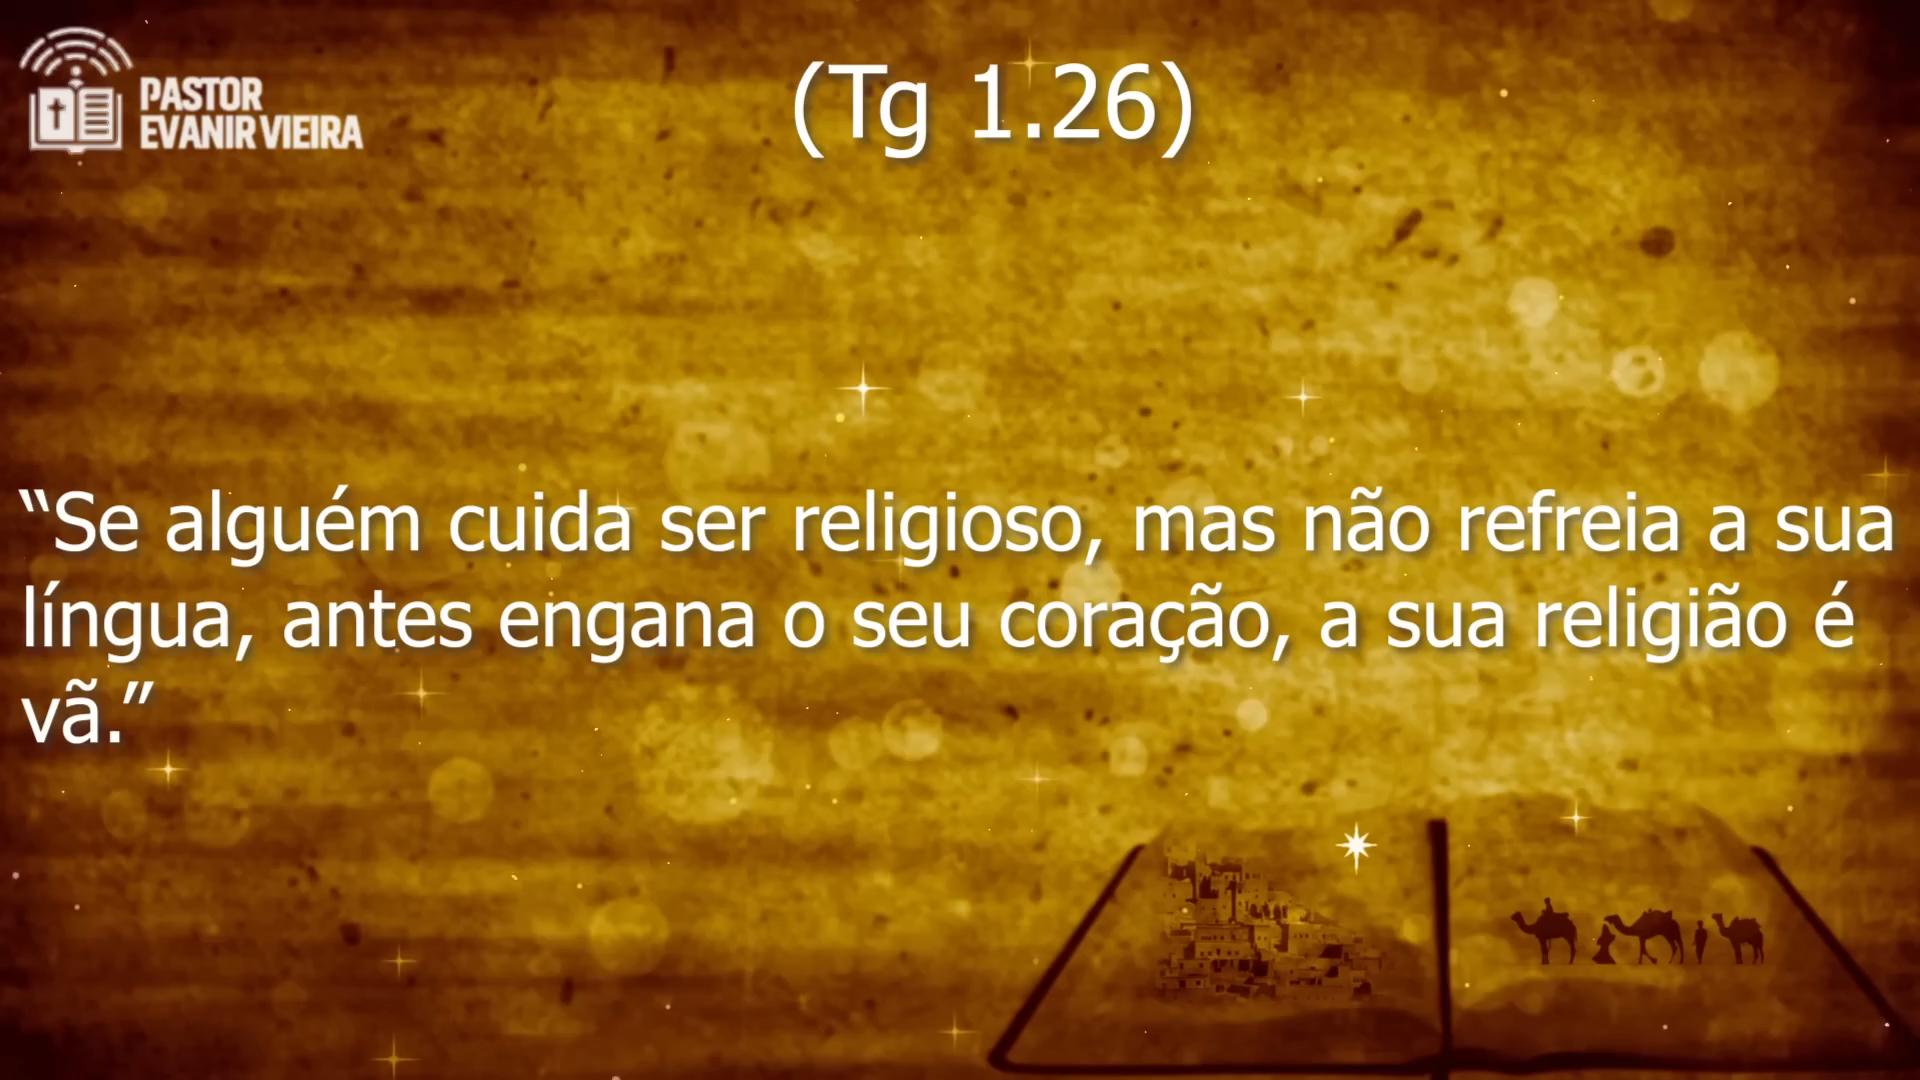 PASTOR
EVANIR VIEIRA
(Tg 1.26)
“Se alguém cuida ser religioso, mas não refreia a sua
língua, antes engana o seu coração, a sua religião é
vã.”